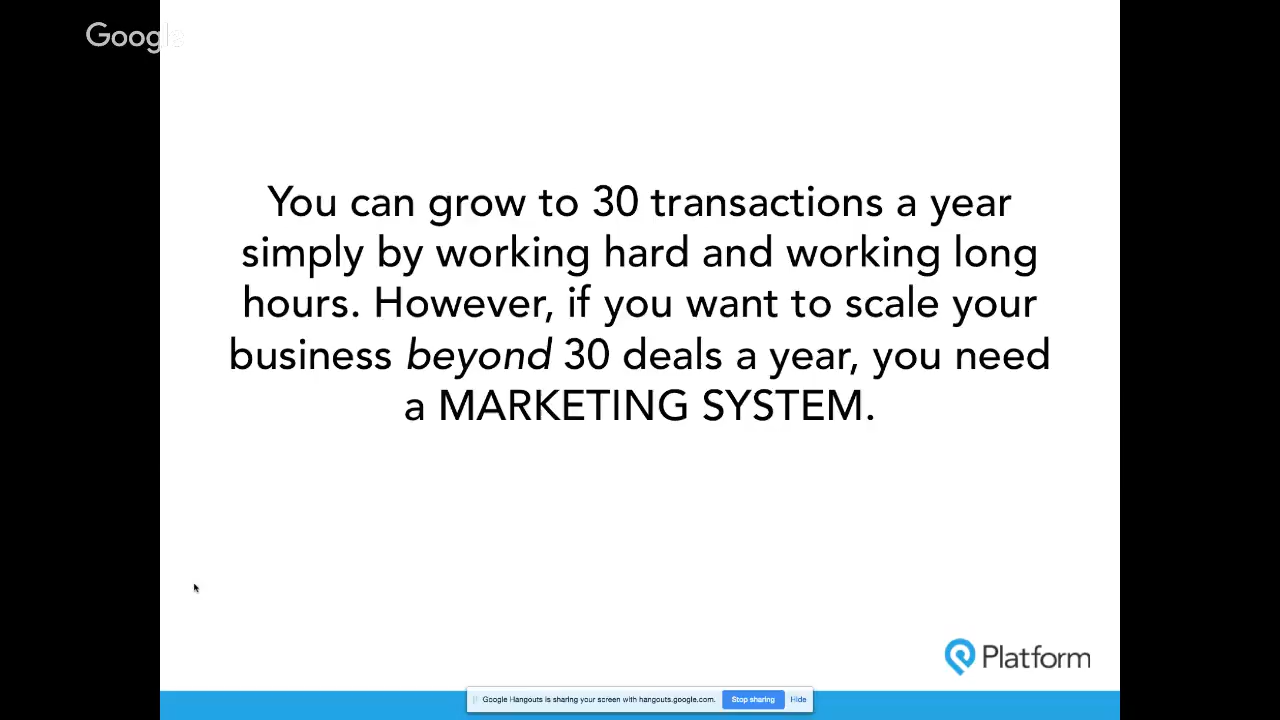 Google
You can grow to 30 transactions a year
simply by working hard and working long
hours. However, if you want to scale your
business beyond 30 deals a year, you need
a MARKETING SYSTEM.
Platform
Google Hangouts is sharing your screen with hangouts.google.com. Stop sharing Hide